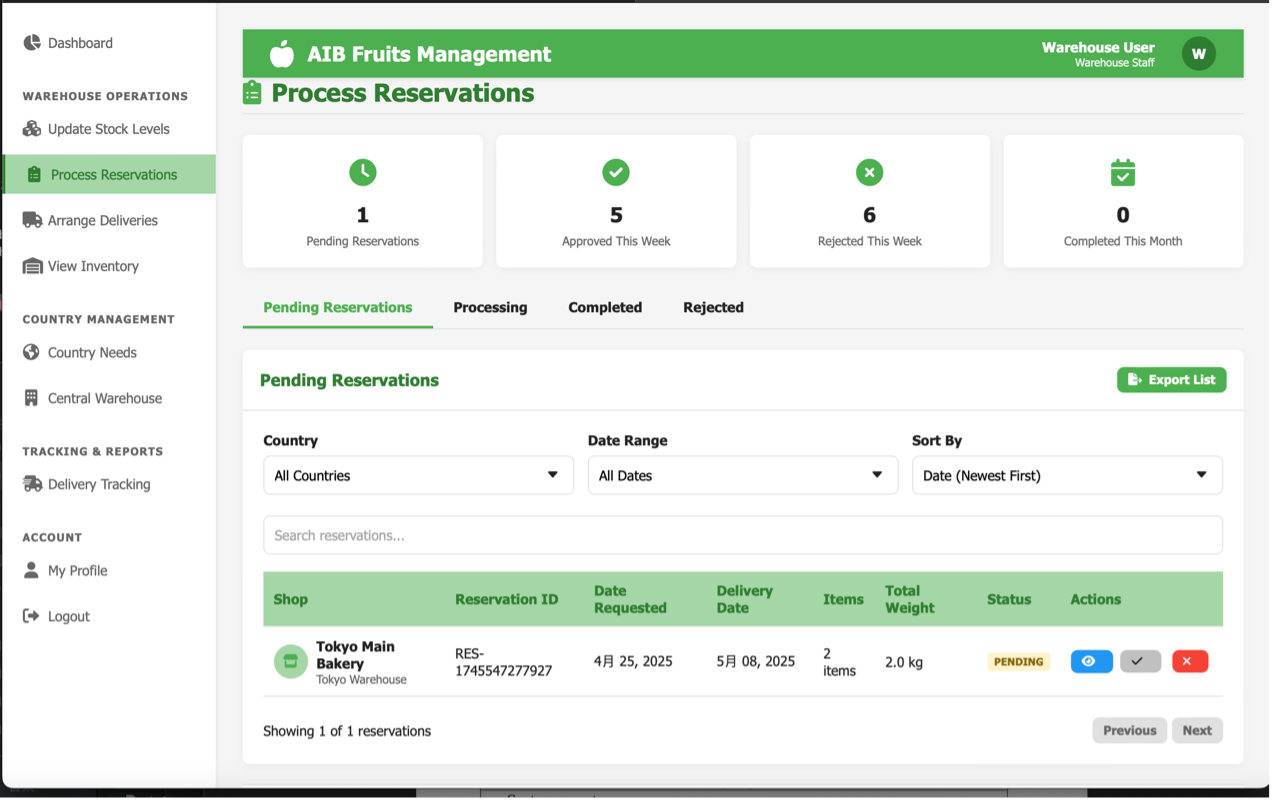 Dashboard
WAREHOUSE OPERATIONS
Update Stock Levels
Process Reservations
Arrange Deliveries
View Inventory
COUNTRY MANAGEMENT
Country Needs
Central Warehouse
TRACKING & REPORTS
Delivery Tracking
ACCOUNT
My Profile
Logout
AIB Fruits Management
Warehouse User
Warehouse Staff
W
Process Reservations
1
Pending Reservations
5
Approved This Week
6
Rejected This Week
0
Completed This Month
Pending Reservations
Processing
Completed
Rejected
Pending Reservations
Export List
Country
All Countries
Date Range
All Dates
Sort By
Date (Newest First)
Search reservations...
Shop
Reservation ID
Date
Requested
Delivery
Date
Items
Total
Weight
Status
Actions
Tokyo Main
Bakery
Tokyo Warehouse
RES-
1745547277927
4月 25, 2025
5月 08, 2025
2
items
2.0 kg
PENDING
Showing 1 of 1 reservations
Previous
Next